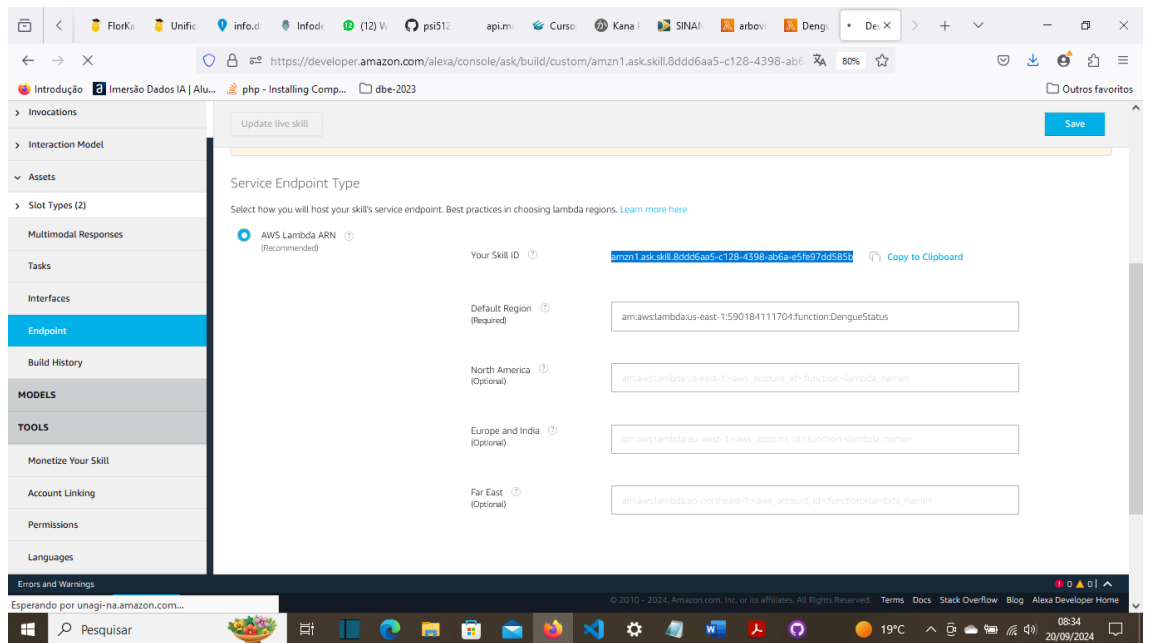 FlorKa
Unific
info.d
Infode
(12) W
psi512
api.m
Curso
Kana
SINAN
arbovi
Dengu
De
https://developer.amazon.com/alexa/console/ask/build/custom/amzn1.ask.skill.8ddd6aa5-c128-4398-ab6
80%
Introdução
Imersão Dados IA | Alu...
php - Installing Comp...
dbe-2023
Outros favoritos
Invocations
Interaction Model
Assets
Slot Types (2)
Multimodal Responses
Tasks
Interfaces
Endpoint
Build History
MODELS
TOOLS
Monetize Your Skill
Account Linking
Permissions
Languages
Update live skill
Save
Service Endpoint Type
Select how you will host your skill's service endpoint. Best practices in choosing lambda regions. Learn more here
AWS Lambda ARN
(Recommended)
Your Skill ID
amzn1.ask.skill.8ddd6aa5-c128-4398-ab6a-e5fe97dd585b
Copy to Clipboard
Default Region
(Required)
arn:aws:lambda:us-east-1:590184111704:function:DengueStatus
North America
(Optional)
arn:aws:lambda:us-east-1:<aws_account_id>:function:<lambda_name>
Europe and India
(Optional)
arn:aws:lambda:eu-west-1:<aws_account_id>:function:<lambda_name>
Far East
(Optional)
arn:aws:lambda:ap-northeast-1:<aws_account_id>:function:<lambda_name>
Errors and Warnings
0 0
Esperando por unagi-na.amazon.com...
© 2010 - 2024, Amazon.com, Inc. or its affiliates. All Rights Reserved.
Terms Docs Stack Overflow Blog Alexa Developer Home
Pesquisar
19°C
08:34
20/09/2024